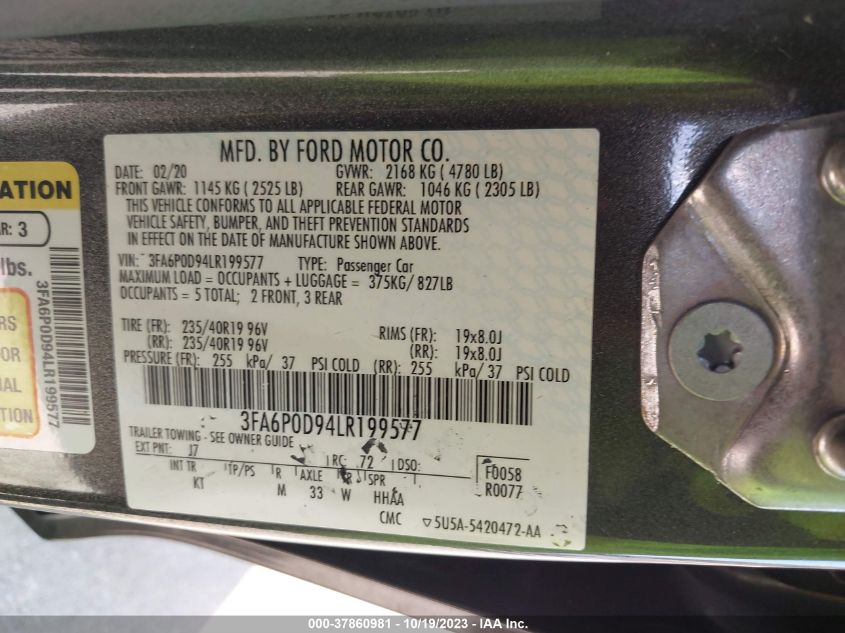 MFD. BY FORD MOTOR CO.
DATE: 02/20 GVWR: 2168 KG ( 4780 LB)
FRONT GAWR: 1145 KG ( 2525 LB) REAR GAWR: 1046 KG ( 2305 LB)
THIS VEHICLE CONFORMS TO ALL APPLICABLE FEDERAL MOTOR
VEHICLE SAFETY, BUMPER, AND THEFT PREVENTION STANDARDS
IN EFFECT ON THE DATE OF MANUFACTURE SHOWN ABOVE.
VIN: 3FA6P0D94LR199577 TYPE: Passenger Car
MAXIMUM LOAD = OCCUPANTS + LUGGAGE = 375KG/ 827LB
OCCUPANTS = 5 TOTAL; 2 FRONT, 3 REAR
TIRE (FR): 235/40R19 96V RIMS (FR): 19x8.0J
(RR): 235/40R19 96V (RR): 19x8.0J
PRESSURE (FR): 255 kPa/ 37 PSI COLD (RR): 255 kPa/ 37 PSI COLD
3FA6P0D94LR199577
TRAILER TOWING - SEE OWNER GUIDE
EXT PNT: J7 RC: 72 DSO: F0058
INT TR TP/PS R AXLE TR SPR R0077
KT M 33 W HHAA
CMC 5U5A-5420472-AA
ATION
AR: 3
lbs.
RS
OR
IAL
TION
3FA6P0D94LR199577
000-37860981 - 10/19/2023 - IAA Inc.